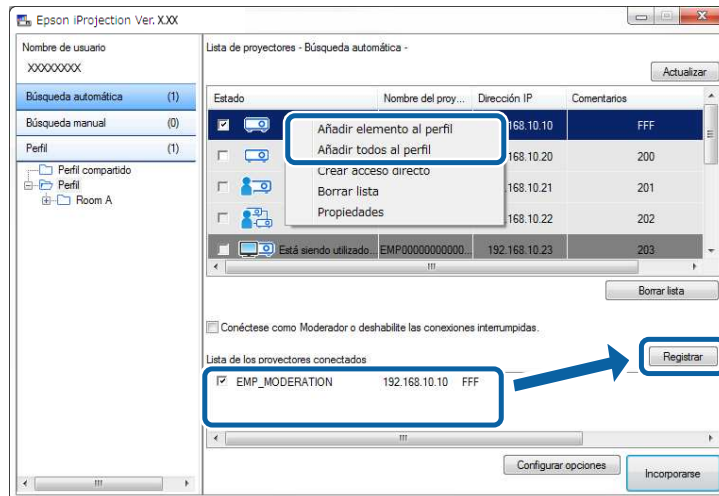 Epson iProjection Ver. X.XX
Nombre de usuario
XXXXXXXX
Búsqueda automática (1)
Búsqueda manual (0)
Perfil (1)
Perfil compartido
Perfil
Room A
Lista de proyectores - Búsqueda automática -
Actualizar
Estado Nombre del proy... Dirección IP Comentarios
.168.10.10 FFF
.168.10.20 200
.168.10.21 201
.168.10.22 202
Añadir elemento al perfil
Añadir todos al perfil
Crear acceso directo
Borrar lista
Propiedades
Está siendo utilizado... EMP00000000000... 192.168.10.23 203
Borrar lista
Conéctese como Moderador o deshabilite las conexiones interrumpidas.
Lista de los proyectores conectados
Registrar
EMP_MODERATION 192.168.10.10 FFF
Configurar opciones
Incorporarse